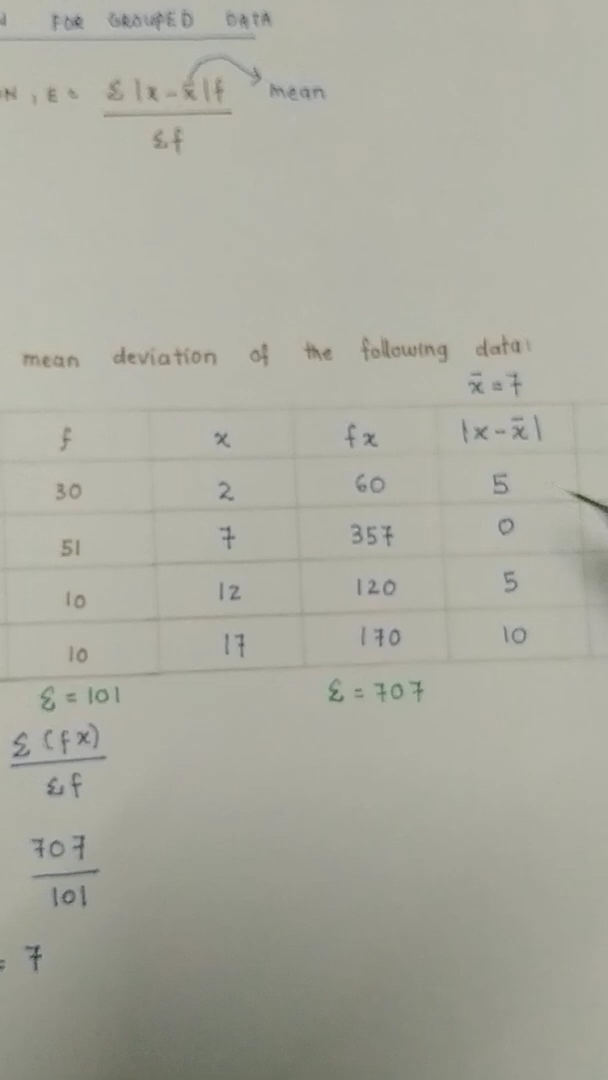 FOR GROUPED DATA
N, E = Σ|x-x̄|f mean
Σf
mean deviation of the following data:
x̄ = 7
f x fx |x-x̄|
30 2 60 5
51 7 357 0
10 12 120 5
10 17 170 10
Σ = 101 Σ = 707
Σ(fx)
Σf
707
101
= 7